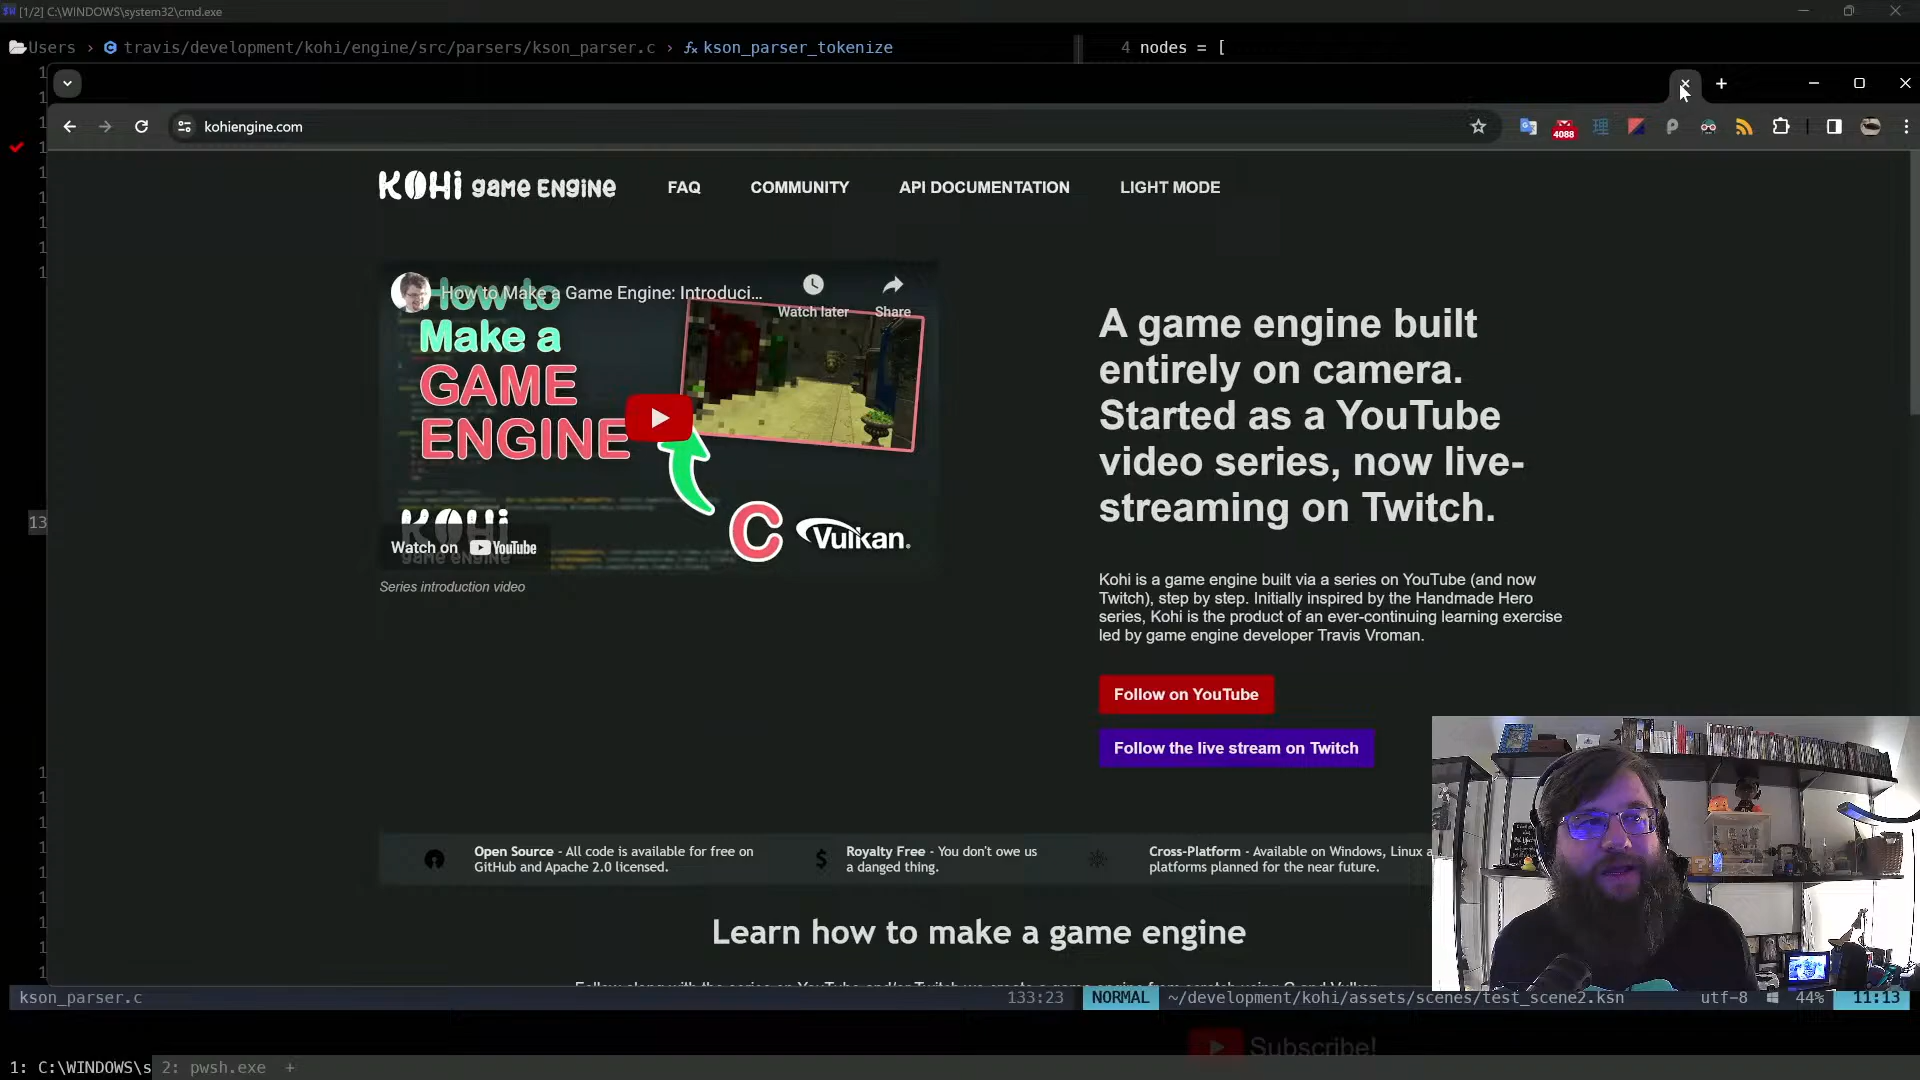 [1/2] C:\WINDOWS\system32\cmd.exe
Users › travis/development/kohi/engine/src/parsers/kson_parser.c › kson_parser_tokenize
4 nodes = [
kohiengine.com
4088
KOHi game ENGINE
FAQ
COMMUNITY
API DOCUMENTATION
LIGHT MODE
How to Make a Game Engine: Introduci...
Watch later
Share
How to
Make a
GAME
ENGINE
C
Vulkan.
KOHi
game engine
Watch on YouTube
Series introduction video
A game engine built
entirely on camera.
Started as a YouTube
video series, now live-
streaming on Twitch.
Kohi is a game engine built via a series on YouTube (and now
Twitch), step by step. Initially inspired by the Handmade Hero
series, Kohi is the product of an ever-continuing learning exercise
led by game engine developer Travis Vroman.
Follow on YouTube
Follow the live stream on Twitch
Open Source - All code is available for free on
GitHub and Apache 2.0 licensed.
Royalty Free - You don't owe us
a danged thing.
Cross-Platform - Available on Windows, Linux
platforms planned for the near future.
Learn how to make a game engine
13
kson_parser.c
133:23
NORMAL
~/development/kohi/assets/scenes/test_scene2.ksn
utf-8
44%
11:13
Subscribe!
1: C:\WINDOWS\s 2: pwsh.exe +